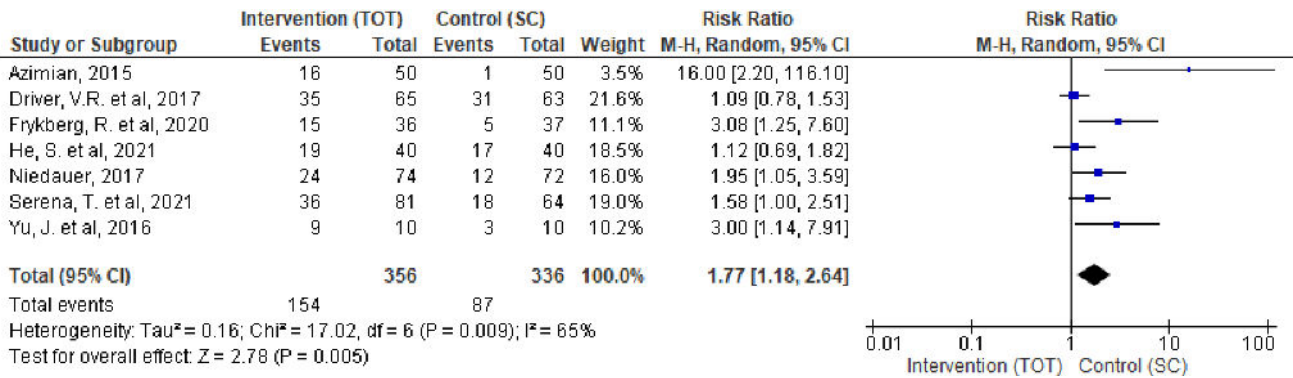 Intervention (TOT) Control (SC) Risk Ratio Risk Ratio
Study or Subgroup Events Total Events Total Weight M-H, Random, 95% CI M-H, Random, 95% CI
Azimian, 2015 16 50 1 50 3.5% 16.00 [2.20, 116.10]
Driver, V.R. et al, 2017 35 65 31 63 21.6% 1.09 [0.78, 1.53]
Frykberg, R. et al, 2020 15 36 5 37 11.1% 3.08 [1.25, 7.60]
He, S. et al, 2021 19 40 17 40 18.5% 1.12 [0.69, 1.82]
Niedauer, 2017 24 74 12 72 16.0% 1.95 [1.05, 3.59]
Serena, T. et al, 2021 36 81 18 64 19.0% 1.58 [1.00, 2.51]
Yu, J. et al, 2016 9 10 3 10 10.2% 3.00 [1.14, 7.91]
Total (95% CI) 356 336 100.0% 1.77 [1.18, 2.64]
Total events 154 87
Heterogeneity: Tau² = 0.16; Chi² = 17.02, df = 6 (P = 0.009); I² = 65%
Test for overall effect: Z = 2.78 (P = 0.005)
0.01 0.1 1 10 100
Intervention (TOT) Control (SC)